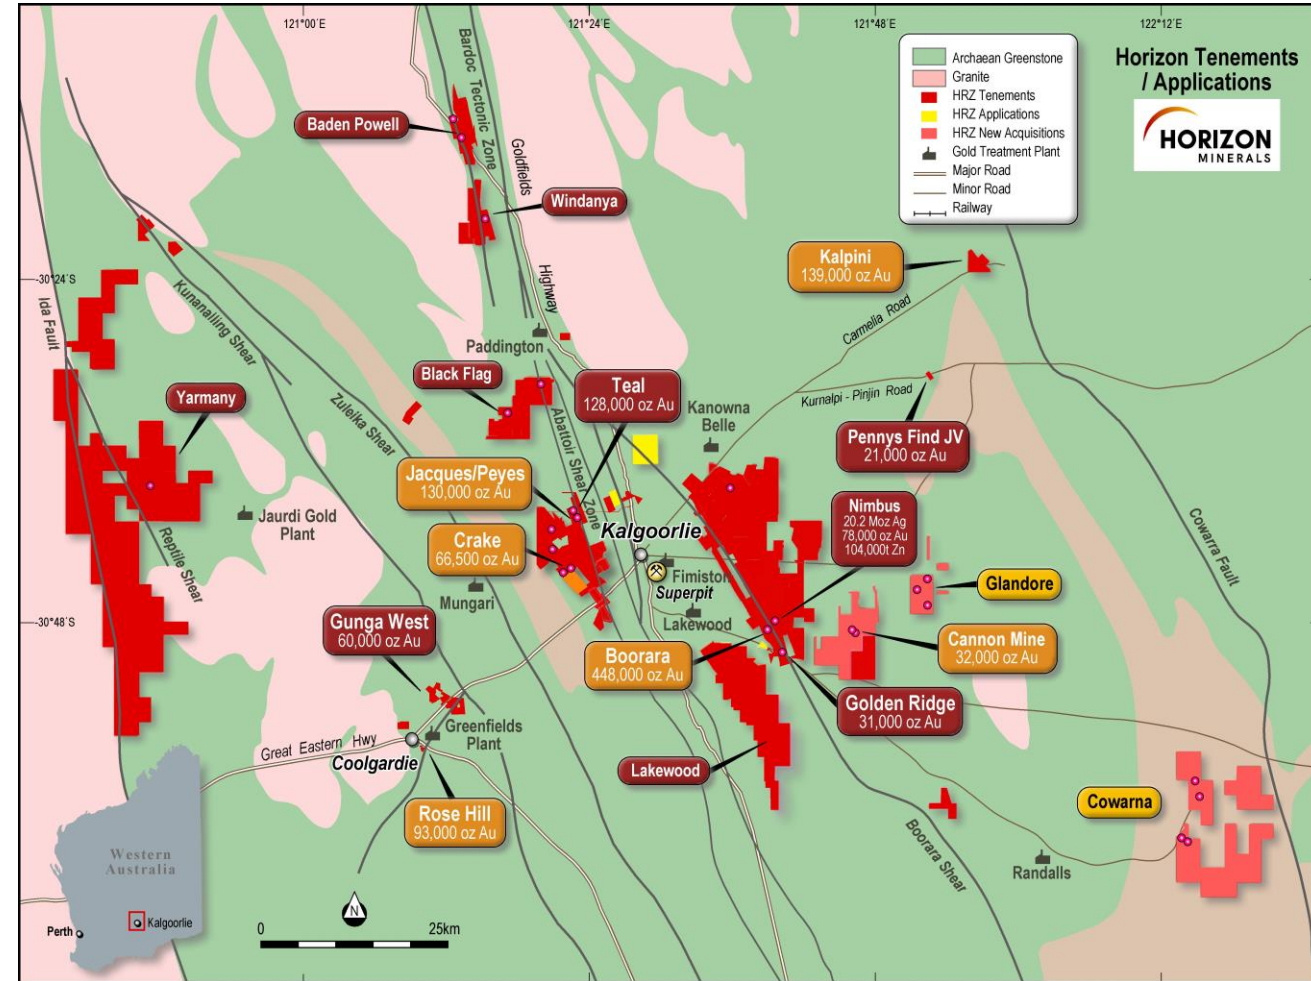 121°00´E
121°24´E
121°48´E
122°12´E
Horizon Tenements
/ Applications
HORIZON
MINERALS
Archaean Greenstone
Granite
HRZ Tenements
HRZ Applications
HRZ New Acquisitions
Gold Treatment Plant
Major Road
Minor Road
Railway
Bardoc Tectonic Zone
Goldfields
Highway
Baden Powell
Windanya
Kalpini
139,000 oz Au
-30°24´S
Ida Fault
Kunanalling Shear
Carmelia Road
Paddington
Black Flag
Teal
128,000 oz Au
Kurnalpi - Pinjin Road
Yarmany
Zuleika Shear
Abattoir Shear Zone
Kanowna
Belle
Pennys Find JV
21,000 oz Au
Jacques/Peyes
130,000 oz Au
Nimbus
20.2 Moz Ag
78,000 oz Au
104,000t Zn
Jaurdi Gold
Plant
Kalgoorlie
Crake
66,500 oz Au
Cowarra Fault
Reptile Shear
Fimiston
Superpit
Glandore
Mungari
Lakewood
-30°48´S
Gunga West
60,000 oz Au
Cannon Mine
32,000 oz Au
Boorara
448,000 oz Au
Golden Ridge
31,000 oz Au
Greenfields
Plant
Great Eastern Hwy
Coolgardie
Lakewood
Rose Hill
93,000 oz Au
Cowarna
Boorara Shear
Randalls
Western
Australia
Kalgoorlie
Perth
N
0
25km